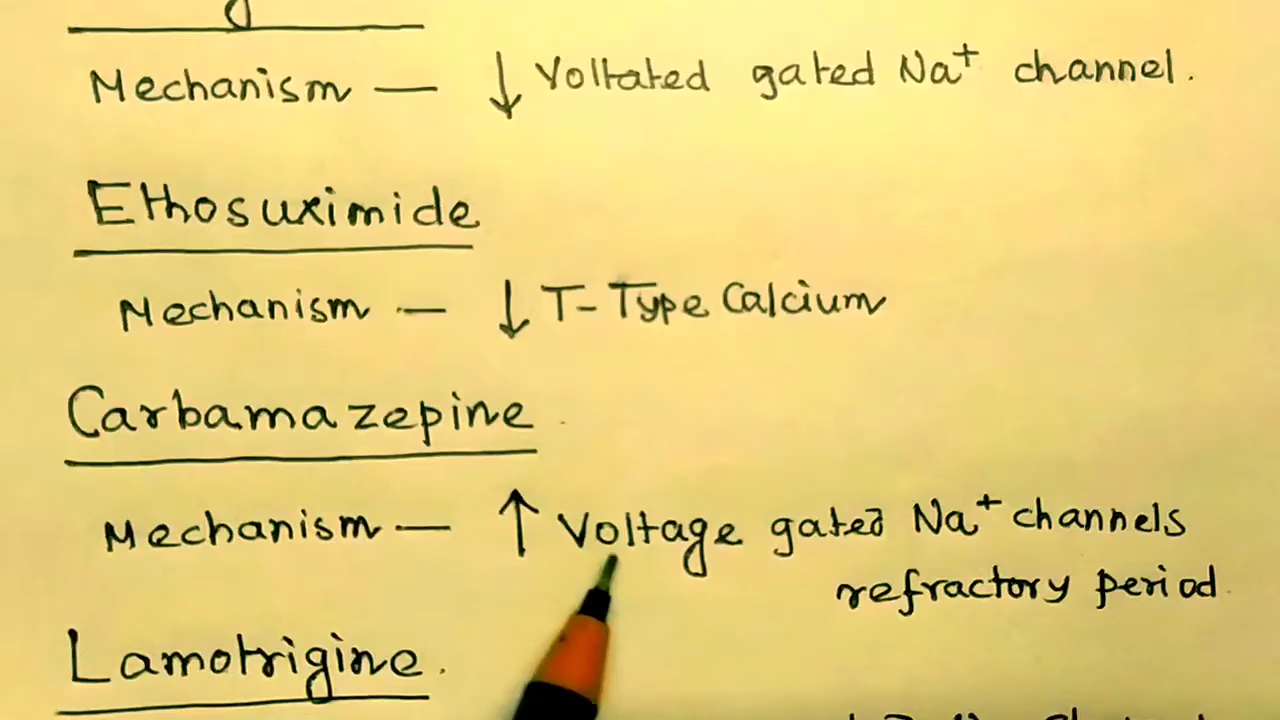 Mechanism — ↓ Voltated gated Na⁺ channel.
Ethosuximide
Mechanism — ↓ T-Type Calcium
Carbamazepine
Mechanism — ↑ Voltage gated Na⁺ channels
refractory period
Lamotrigine.